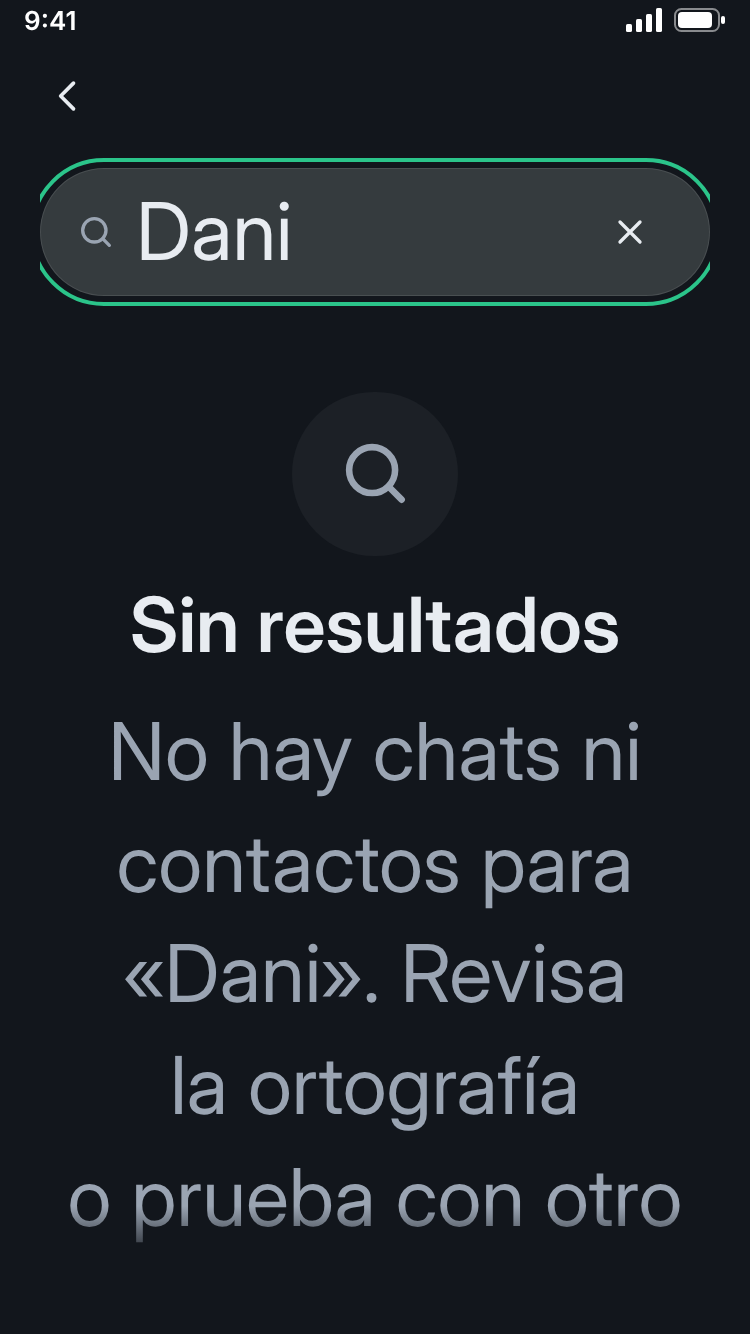 9:41
Dani
Sin resultados
No hay chats ni
contactos para
«Dani». Revisa
la ortografía
o prueba con otro